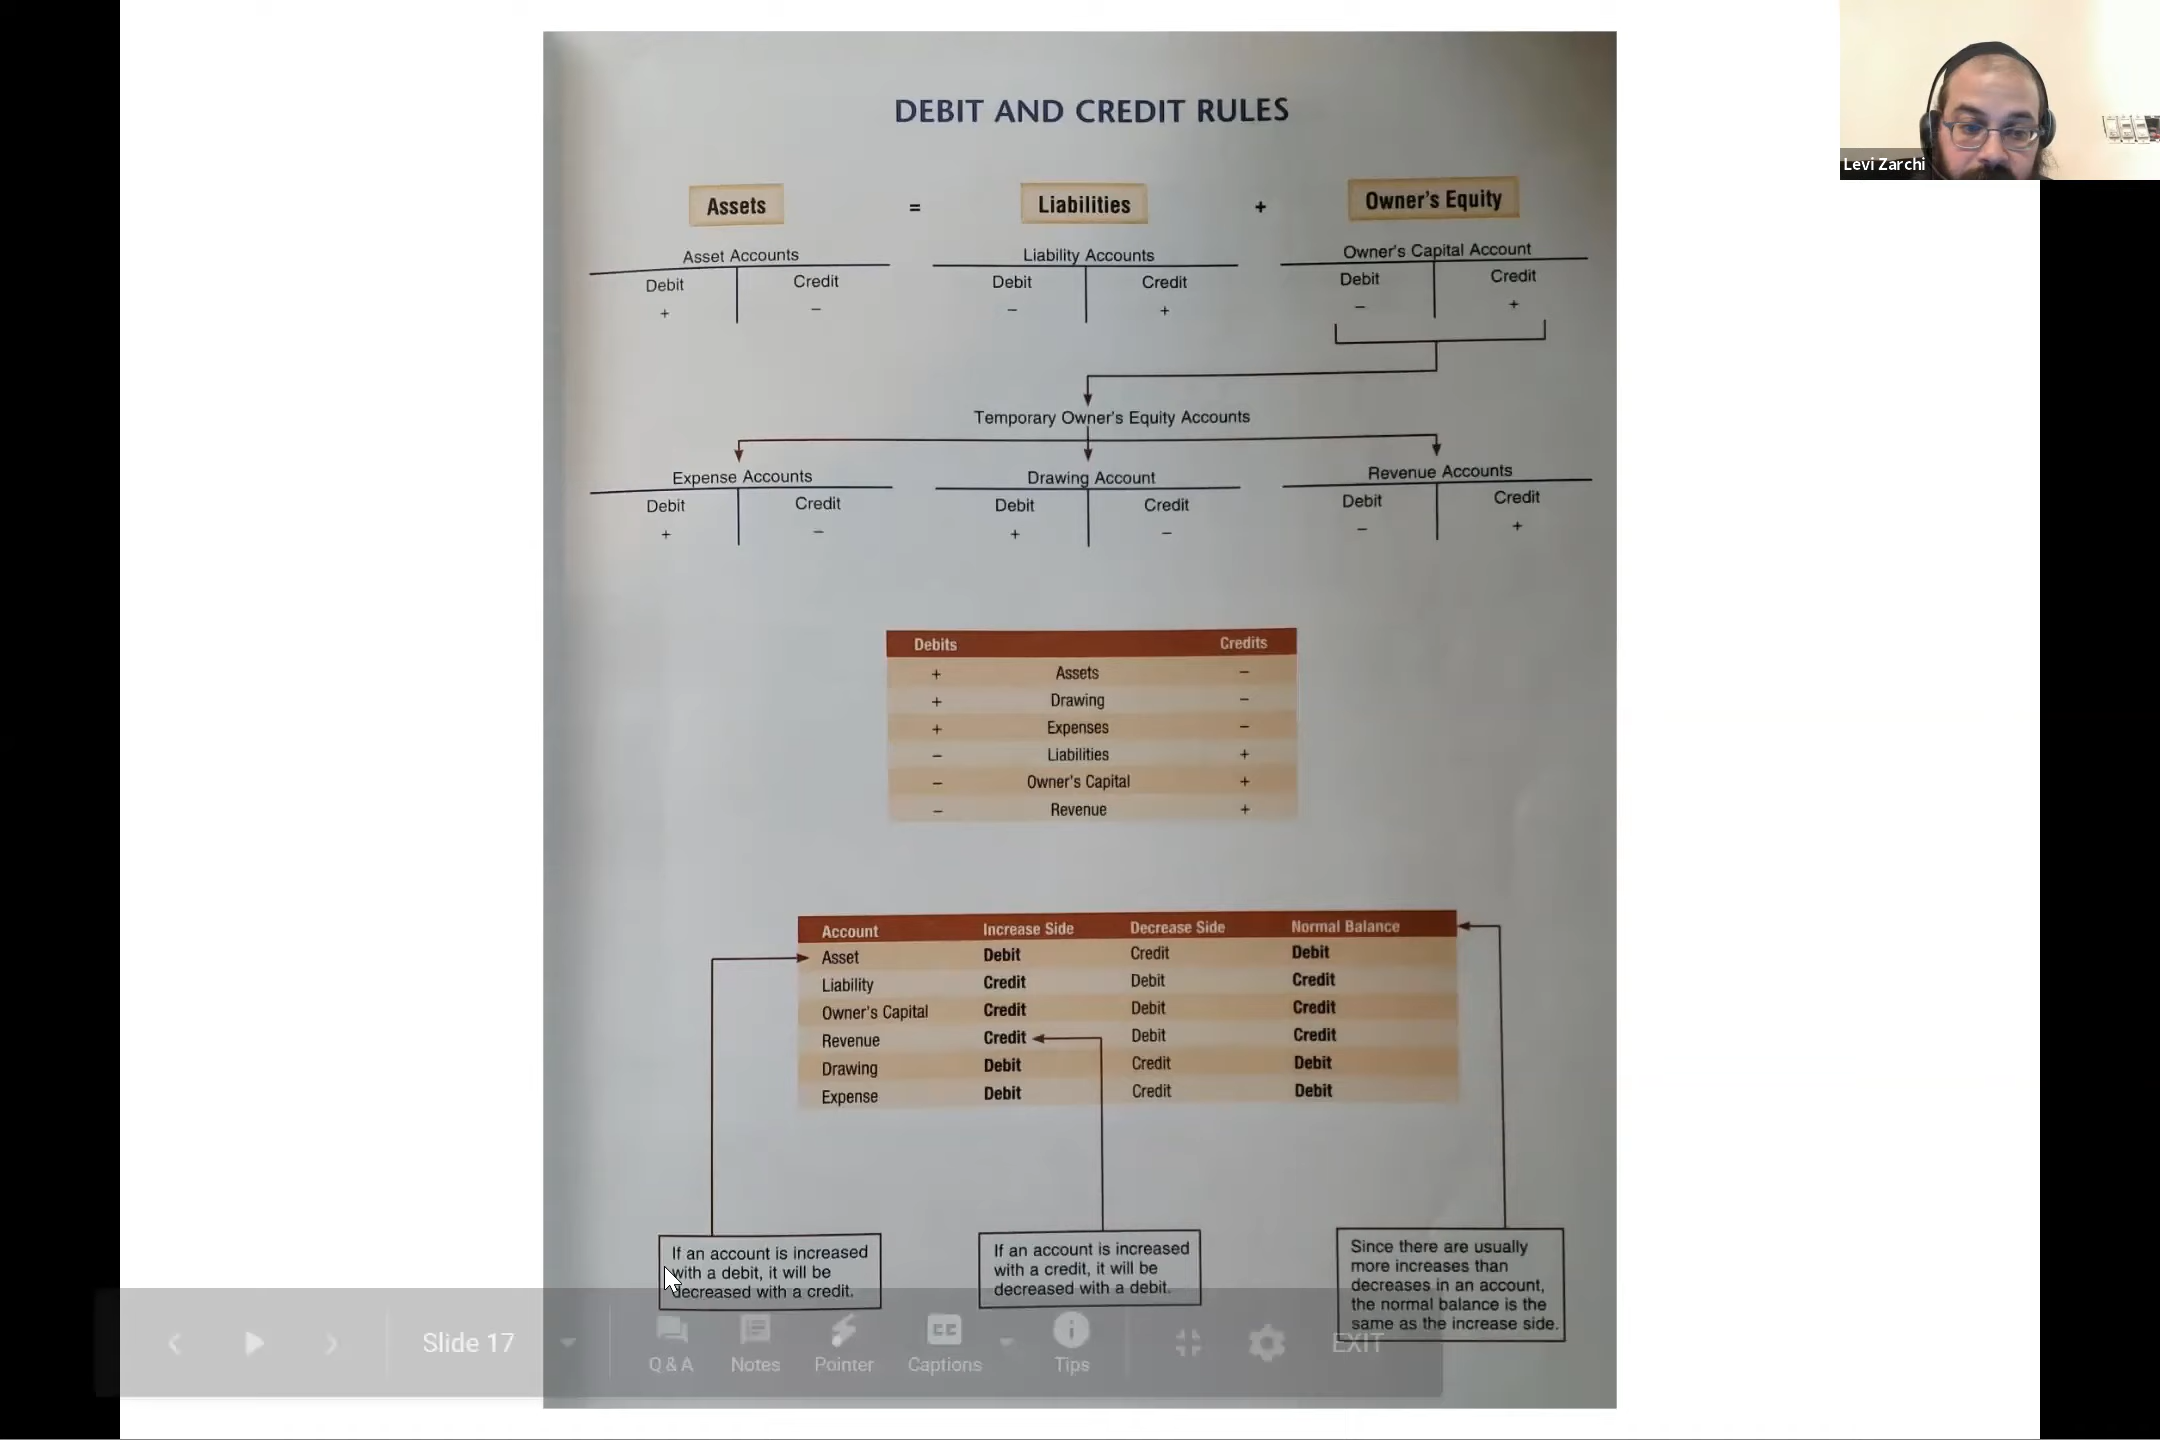 DEBIT AND CREDIT RULES
Levi Zarchi
Assets = Liabilities + Owner's Equity
Asset Accounts Liability Accounts Owner's Capital Account
Debit Credit Debit Credit Debit Credit
+ – – + – +
Temporary Owner's Equity Accounts
Expense Accounts Drawing Account Revenue Accounts
Debit Credit Debit Credit Debit Credit
+ – + – – +
Debits Credits
+ Assets –
+ Drawing –
+ Expenses –
– Liabilities +
– Owner's Capital +
– Revenue +
Account Increase Side Decrease Side Normal Balance
Asset Debit Credit Debit
Liability Credit Debit Credit
Owner's Capital Credit Debit Credit
Revenue Credit Debit Credit
Drawing Debit Credit Debit
Expense Debit Credit Debit
If an account is increased
with a debit, it will be
decreased with a credit.
If an account is increased
with a credit, it will be
decreased with a debit.
Since there are usually
more increases than
decreases in an account,
the normal balance is the
same as the increase side.
Slide 17
Q & A
Notes
Pointer
CC
Captions
Tips
EXIT